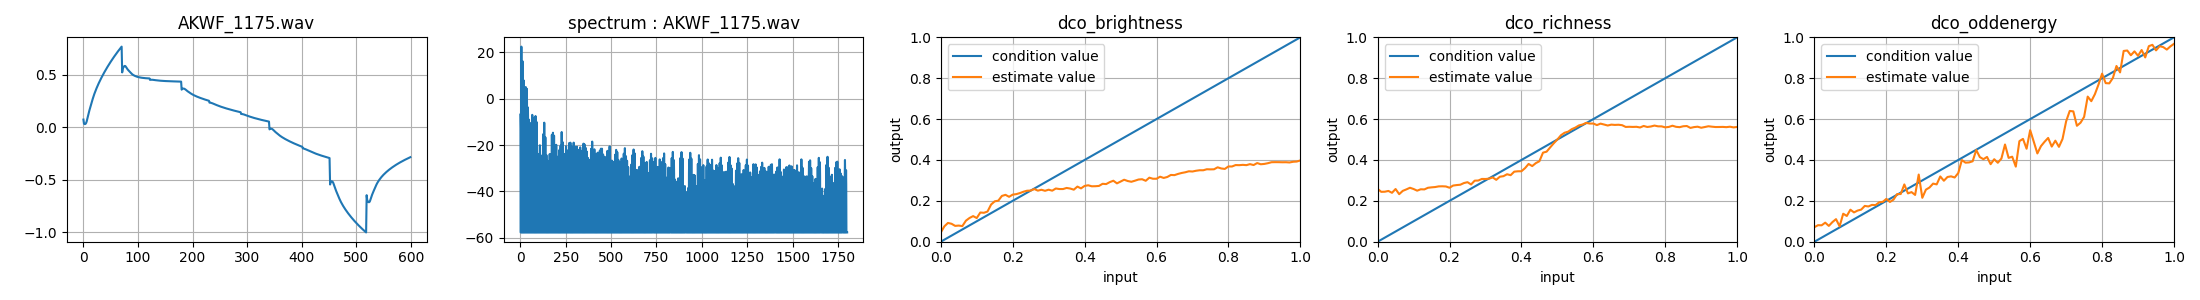 AKWF_1175.wav
0.5
0.0
−0.5
−1.0
0 100 200 300 400 500 600
spectrum : AKWF_1175.wav
20
0
−20
−40
−60
0 250 500 750 1000 1250 1500 1750
dco_brightness
condition value
estimate value
output
1.0
0.8
0.6
0.4
0.2
0.0
0.0 0.2 0.4 0.6 0.8 1.0
input
dco_richness
condition value
estimate value
output
1.0
0.8
0.6
0.4
0.2
0.0
0.0 0.2 0.4 0.6 0.8 1.0
input
dco_oddenergy
condition value
estimate value
output
1.0
0.8
0.6
0.4
0.2
0.0
0.0 0.2 0.4 0.6 0.8 1.0
input